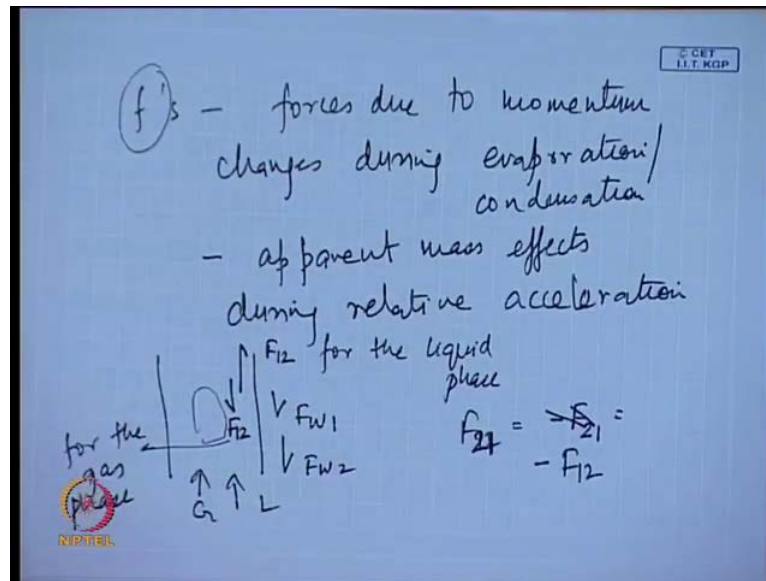 © CET
I.I.T. KGP
f's - forces due to momentum
changes during evaporation/
condensation
- apparent mass effects
during relative acceleration
F12 for the liquid
phase
F12
FW1
FW2
for the
gas
phase
G L
F21 = -F21 =
- F12
NPTEL